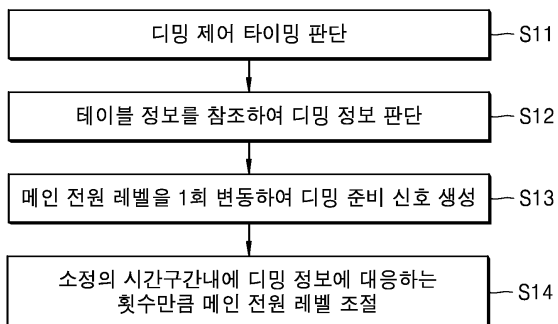 디밍 제어 타이밍 판단
S11
테이블 정보를 참조하여 디밍 정보 판단
S12
메인 전원 레벨을 1회 변동하여 디밍 준비 신호 생성
S13
소정의 시간구간내에 디밍 정보에 대응하는
횟수만큼 메인 전원 레벨 조절
S14